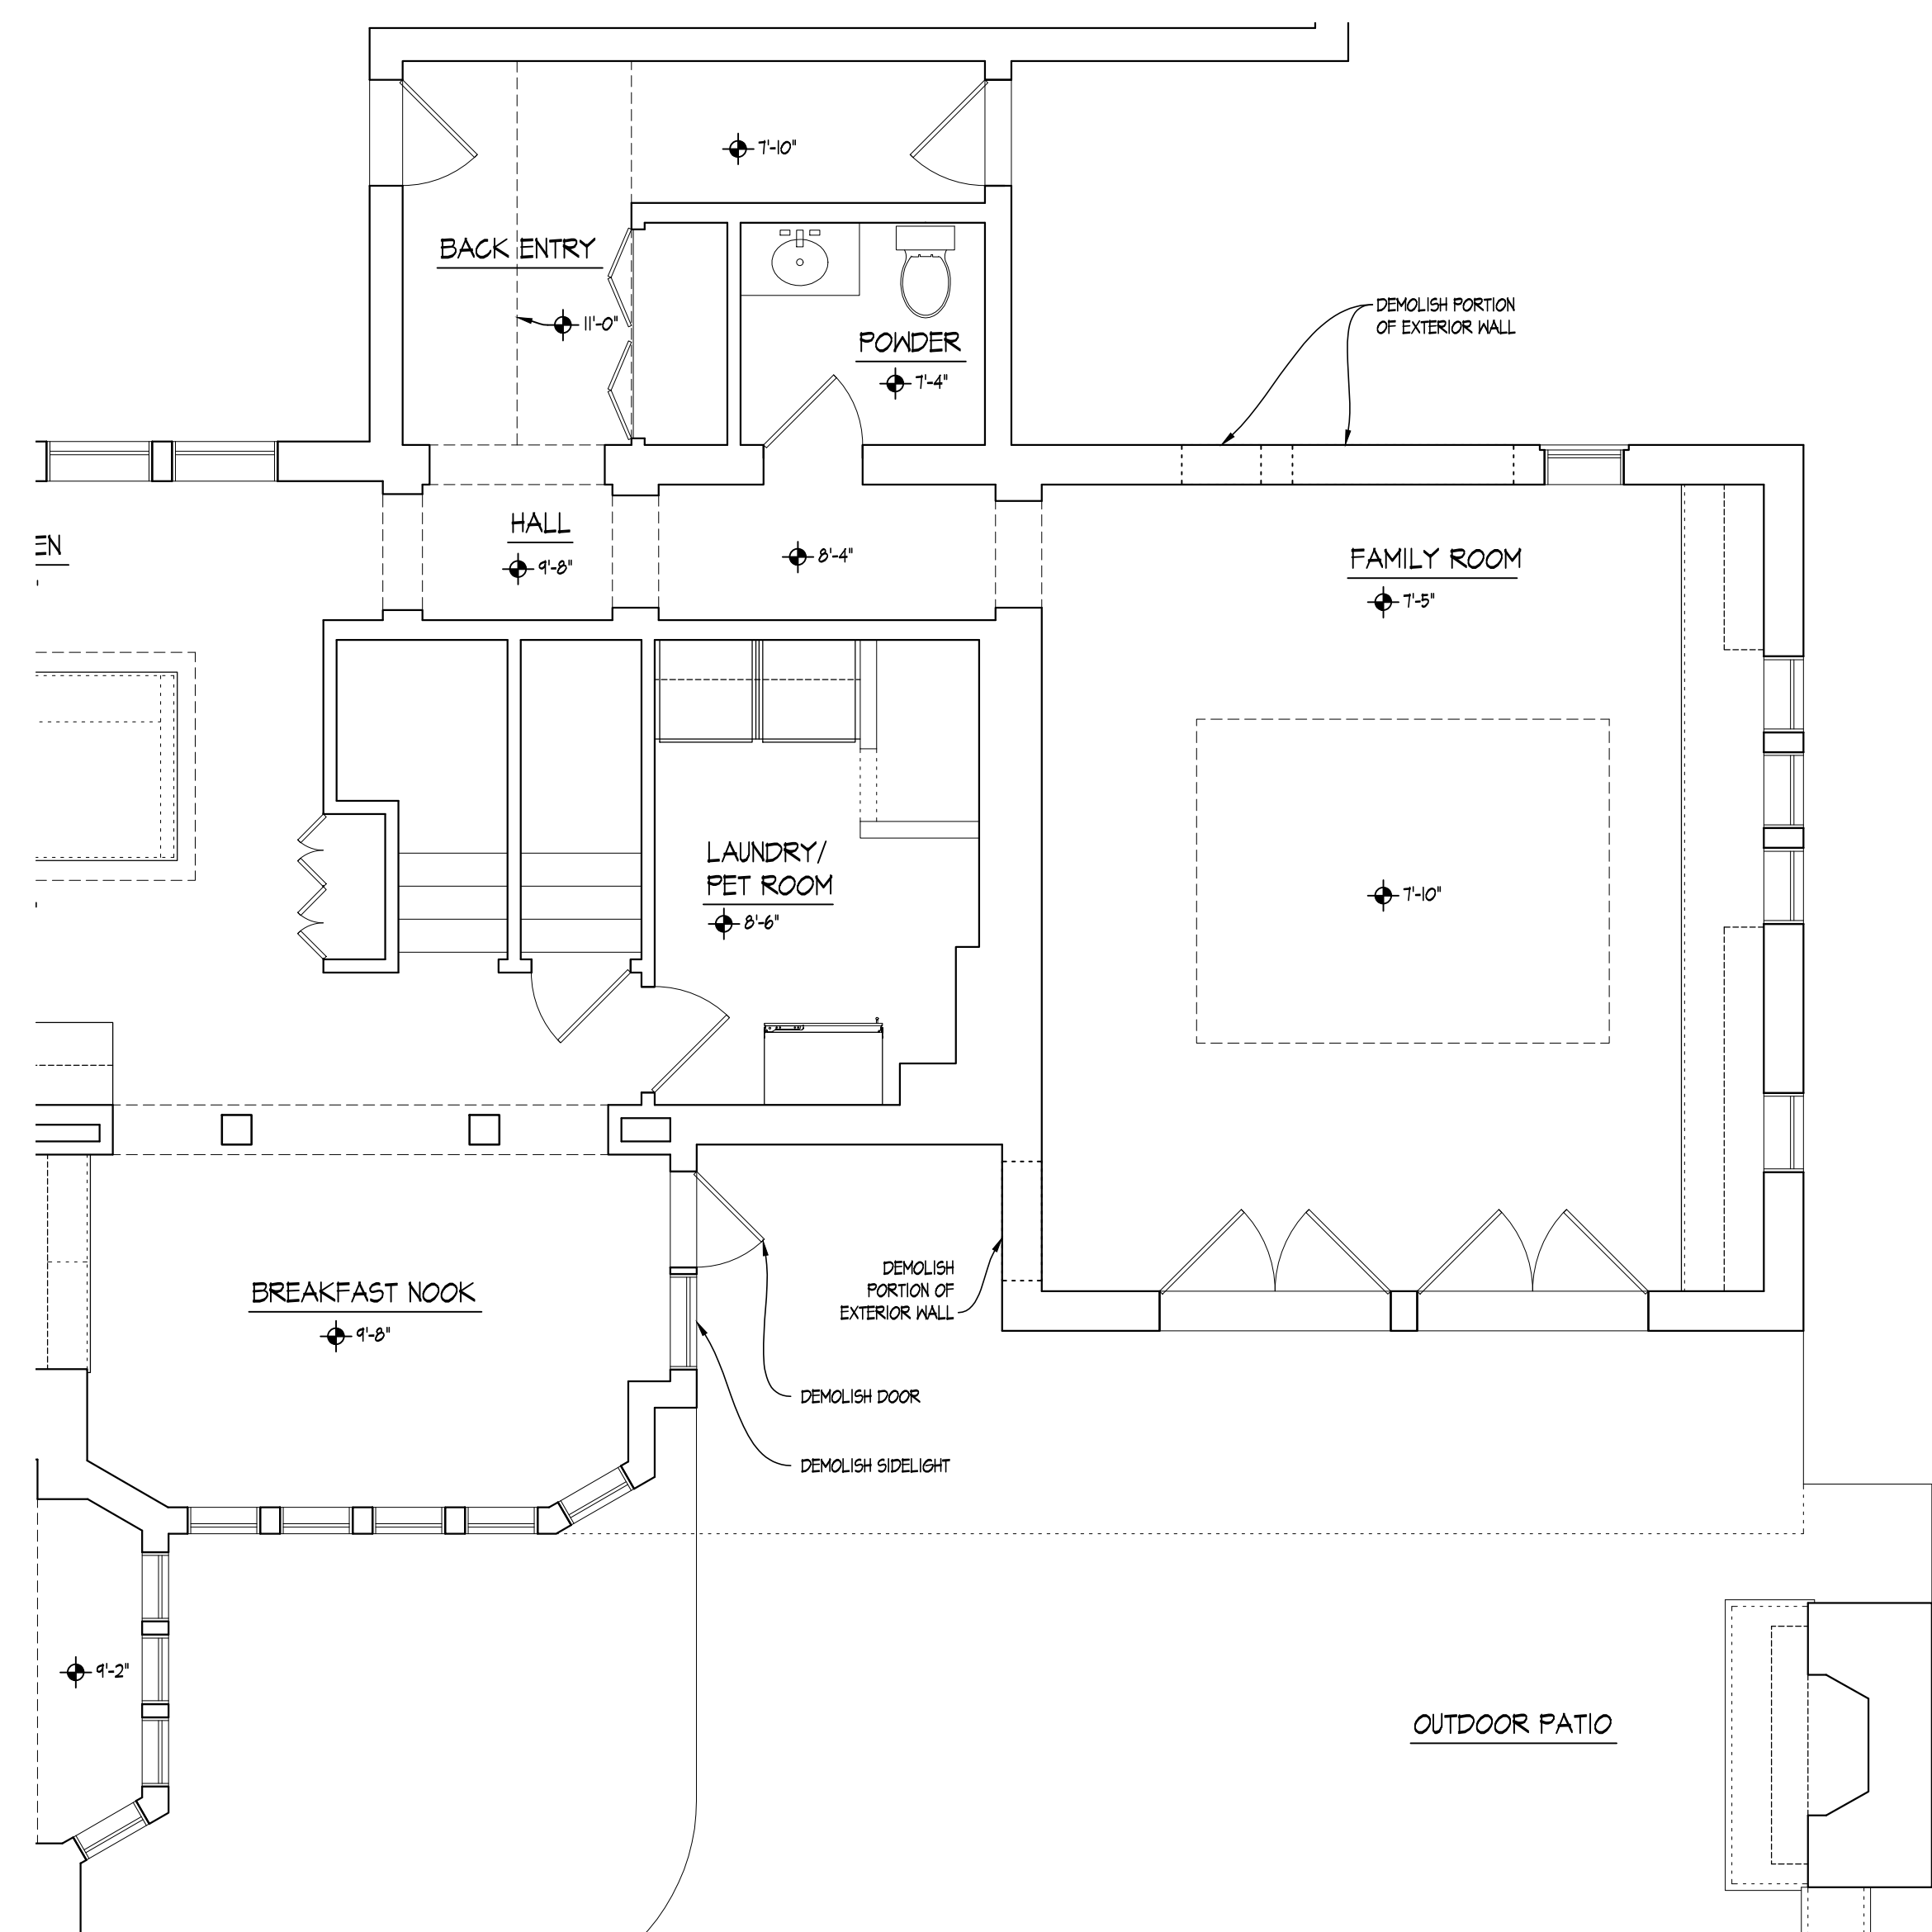 7'-10"
BACK ENTRY
11'-0"
POWDER
7'-4"
DEMOLISH PORTION
OF EXTERIOR WALL
HALL
9'-8"
8'-4"
EN
FAMILY ROOM
7'-5"
LAUNDRY/
PET ROOM
8'-6"
7'-10"
DEMOLISH
PORTION OF
EXTERIOR WALL
BREAKFAST NOOK
9'-8"
DEMOLISH DOOR
DEMOLISH SIDELIGHT
9'-2"
OUTDOOR PATIO